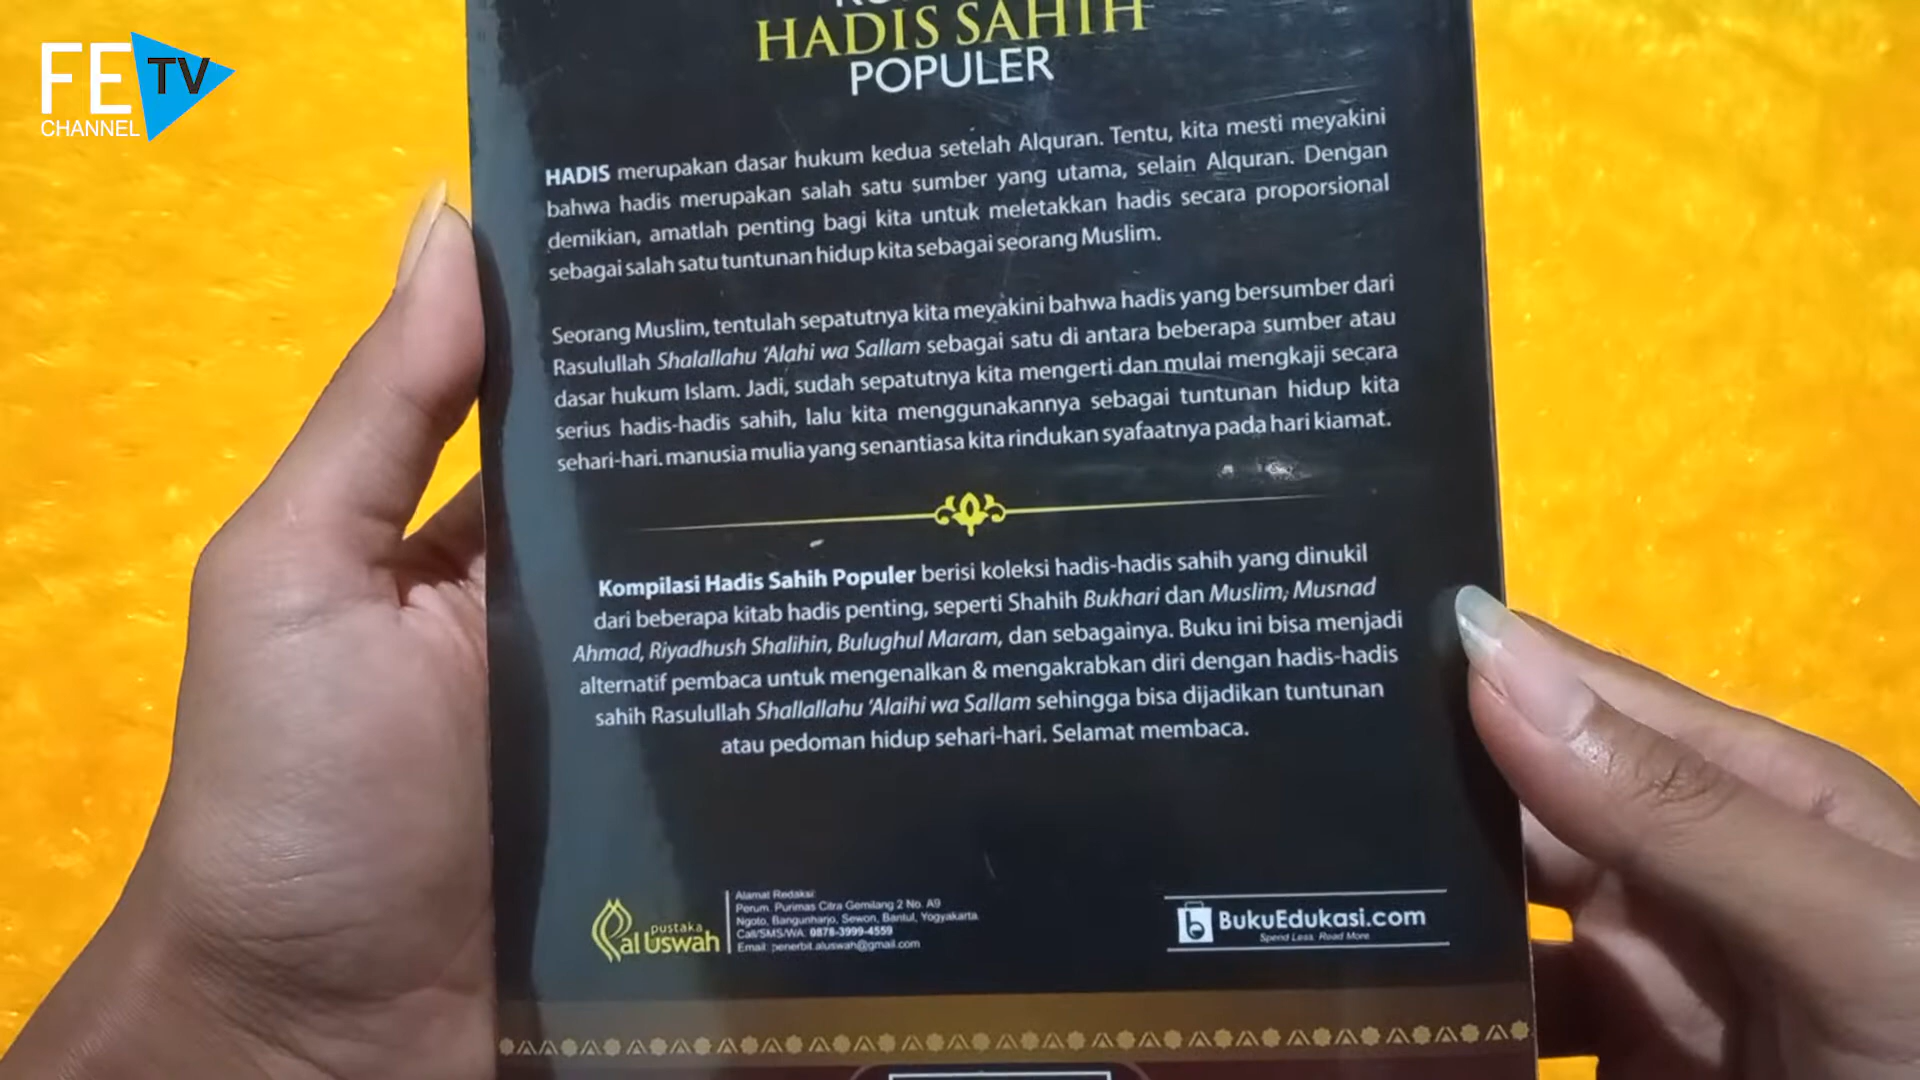 FE TV
CHANNEL
HADIS SAHIH
POPULER
HADIS merupakan dasar hukum kedua setelah Alquran. Tentu, kita mesti meyakini
bahwa hadis merupakan salah satu sumber yang utama, selain Alquran. Dengan
demikian, amatlah penting bagi kita untuk meletakkan hadis secara proporsional
sebagai salah satu tuntunan hidup kita sebagai seorang Muslim.
Seorang Muslim, tentulah sepatutnya kita meyakini bahwa hadis yang bersumber dari
Rasulullah Shalallahu ‘Alahi wa Sallam sebagai satu di antara beberapa sumber atau
dasar hukum Islam. Jadi, sudah sepatutnya kita mengerti dan mulai mengkaji secara
serius hadis-hadis sahih, lalu kita menggunakannya sebagai tuntunan hidup kita
sehari-hari. manusia mulia yang senantiasa kita rindukan syafaatnya pada hari kiamat.
Kompilasi Hadis Sahih Populer berisi koleksi hadis-hadis sahih yang dinukil
dari beberapa kitab hadis penting, seperti Shahih Bukhari dan Muslim; Musnad
Ahmad, Riyadhush Shalihin, Bulughul Maram, dan sebagainya. Buku ini bisa menjadi
alternatif pembaca untuk mengenalkan & mengakrabkan diri dengan hadis-hadis
sahih Rasulullah Shallallahu ‘Alaihi wa Sallam sehingga bisa dijadikan tuntunan
atau pedoman hidup sehari-hari. Selamat membaca.
pustaka
al Uswah
Alamat Redaksi:
Perum. Purimas Citra Gemilang 2 No. A9
Ngoto, Bangunharjo, Sewon, Bantul, Yogyakarta.
Call/SMS/WA: 0878-3999-4559
Email: penerbit.aluswah@gmail.com
BukuEdukasi.com
Spend Less. Read More